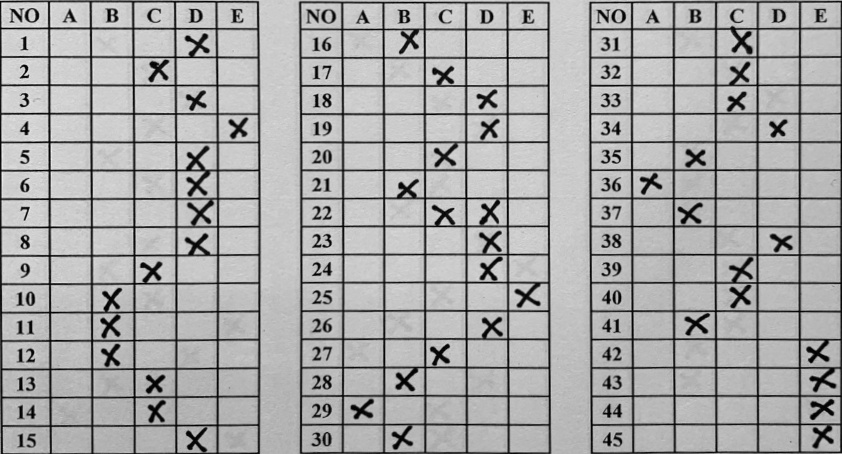 NO A B C D E NO A B C D E NO A B C D E
1 X 16 X 31 X
2 X 17 X 32 X
3 X 18 X 33 X
4 X 19 X 34 X
5 X 20 X 35 X
6 X 21 X 36 X
7 X 22 X X 37 X
8 X 23 X 38 X
9 X 24 X 39 X
10 X 25 X 40 X
11 X 26 X 41 X
12 X 27 X 42 X
13 X 28 X 43 X
14 X 29 X 44 X
15 X 30 X 45 X